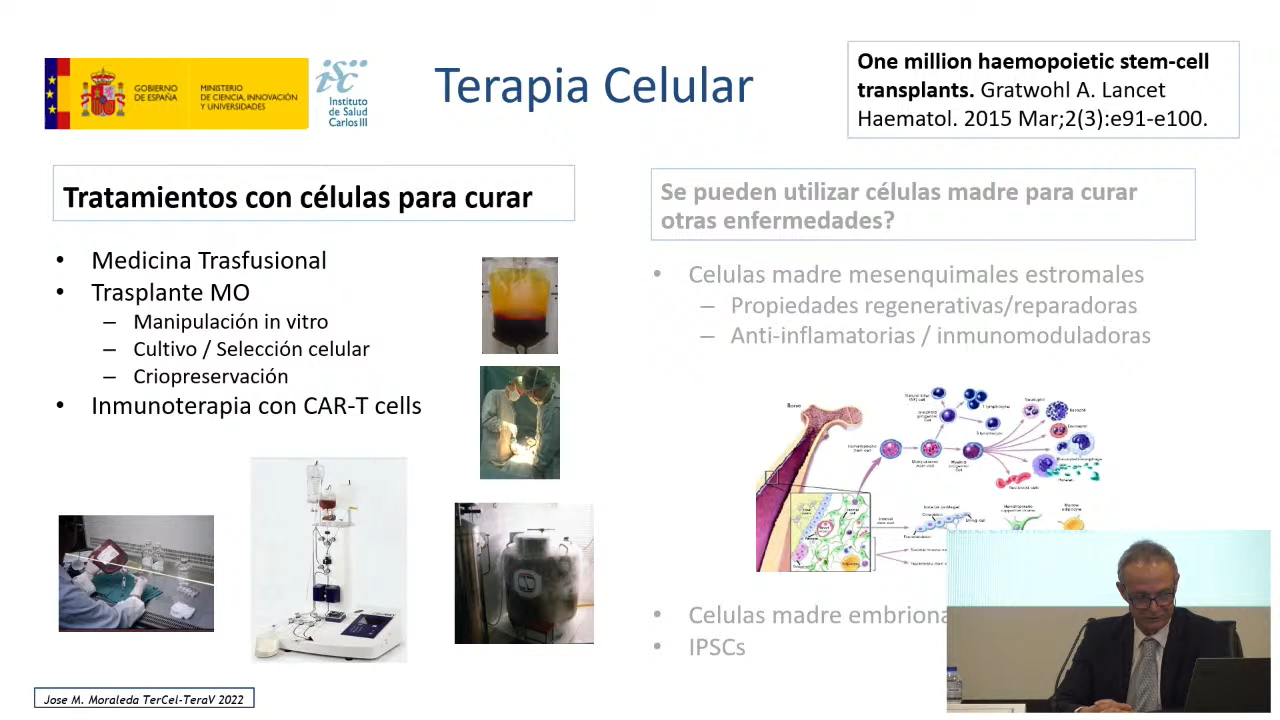 GOBIERNO
DE ESPAÑA
MINISTERIO
DE CIENCIA, INNOVACIÓN
Y UNIVERSIDADES
Instituto
de Salud
Carlos III
Terapia Celular
One million haemopoietic stem-cell
transplants. Gratwohl A. Lancet
Haematol. 2015 Mar;2(3):e91-e100.
Tratamientos con células para curar
• Medicina Trasfusional
• Trasplante MO
– Manipulación in vitro
– Cultivo / Selección celular
– Criopreservación
• Inmunoterapia con CAR-T cells
Se pueden utilizar células madre para curar
otras enfermedades?
• Celulas madre mesenquimales estromales
– Propiedades regenerativas/reparadoras
– Anti-inflamatorias / inmunomoduladoras
Bone
• Celulas madre embriona
• IPSCs
Jose M. Moraleda TerCel-TeraV 2022